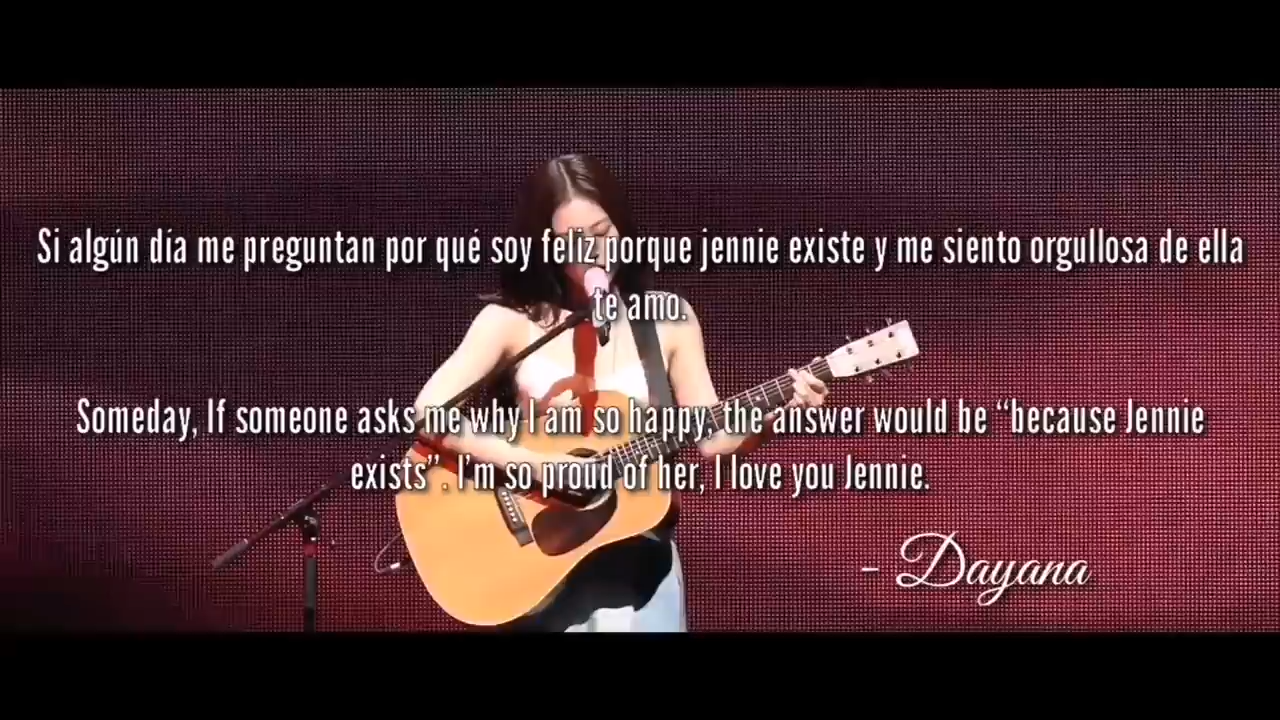 Si algún día me preguntan por qué soy feliz porque jennie existe y me siento orgullosa de ella
te amo.
Someday, If someone asks me why I am so happy, the answer would be “because Jennie
exists”. I'm so proud of her, I love you Jennie.
- Dayana